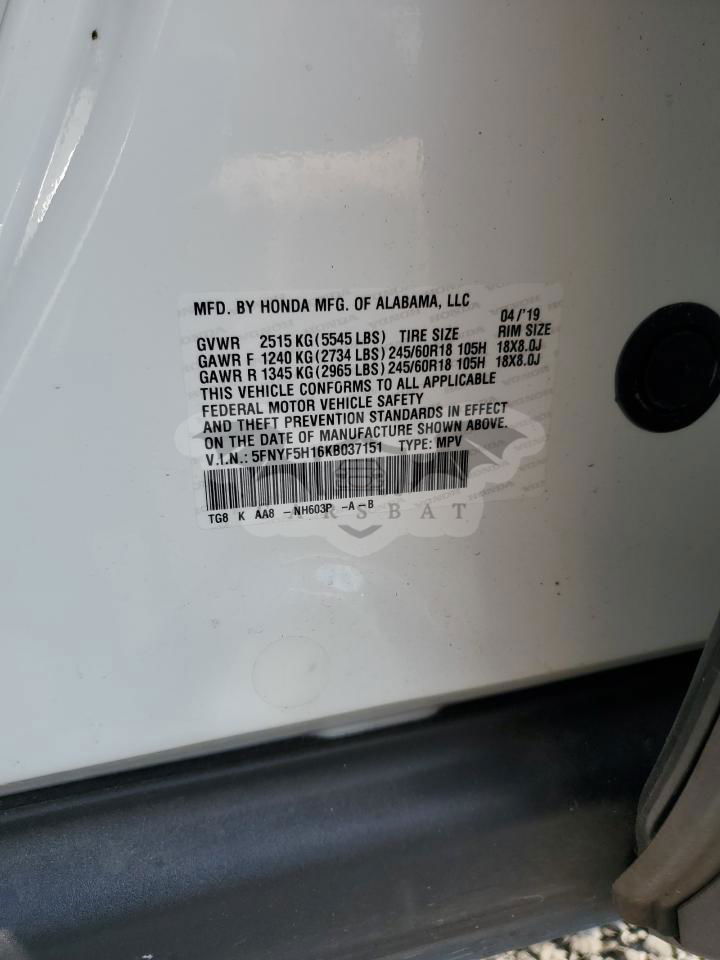 MFD. BY HONDA MFG. OF ALABAMA, LLC
04/'19
GVWR 2515 KG (5545 LBS) TIRE SIZE RIM SIZE
GAWR F 1240 KG (2734 LBS) 245/60R18 105H 18X8.0J
GAWR R 1345 KG (2965 LBS) 245/60R18 105H 18X8.0J
THIS VEHICLE CONFORMS TO ALL APPLICABLE
FEDERAL MOTOR VEHICLE SAFETY
AND THEFT PREVENTION STANDARDS IN EFFECT
ON THE DATE OF MANUFACTURE SHOWN ABOVE.
V.I.N.: 5FNYF5H16KB037151 TYPE: MPV
TG8 K AA8 -NH603P -A-B
ARSBAT